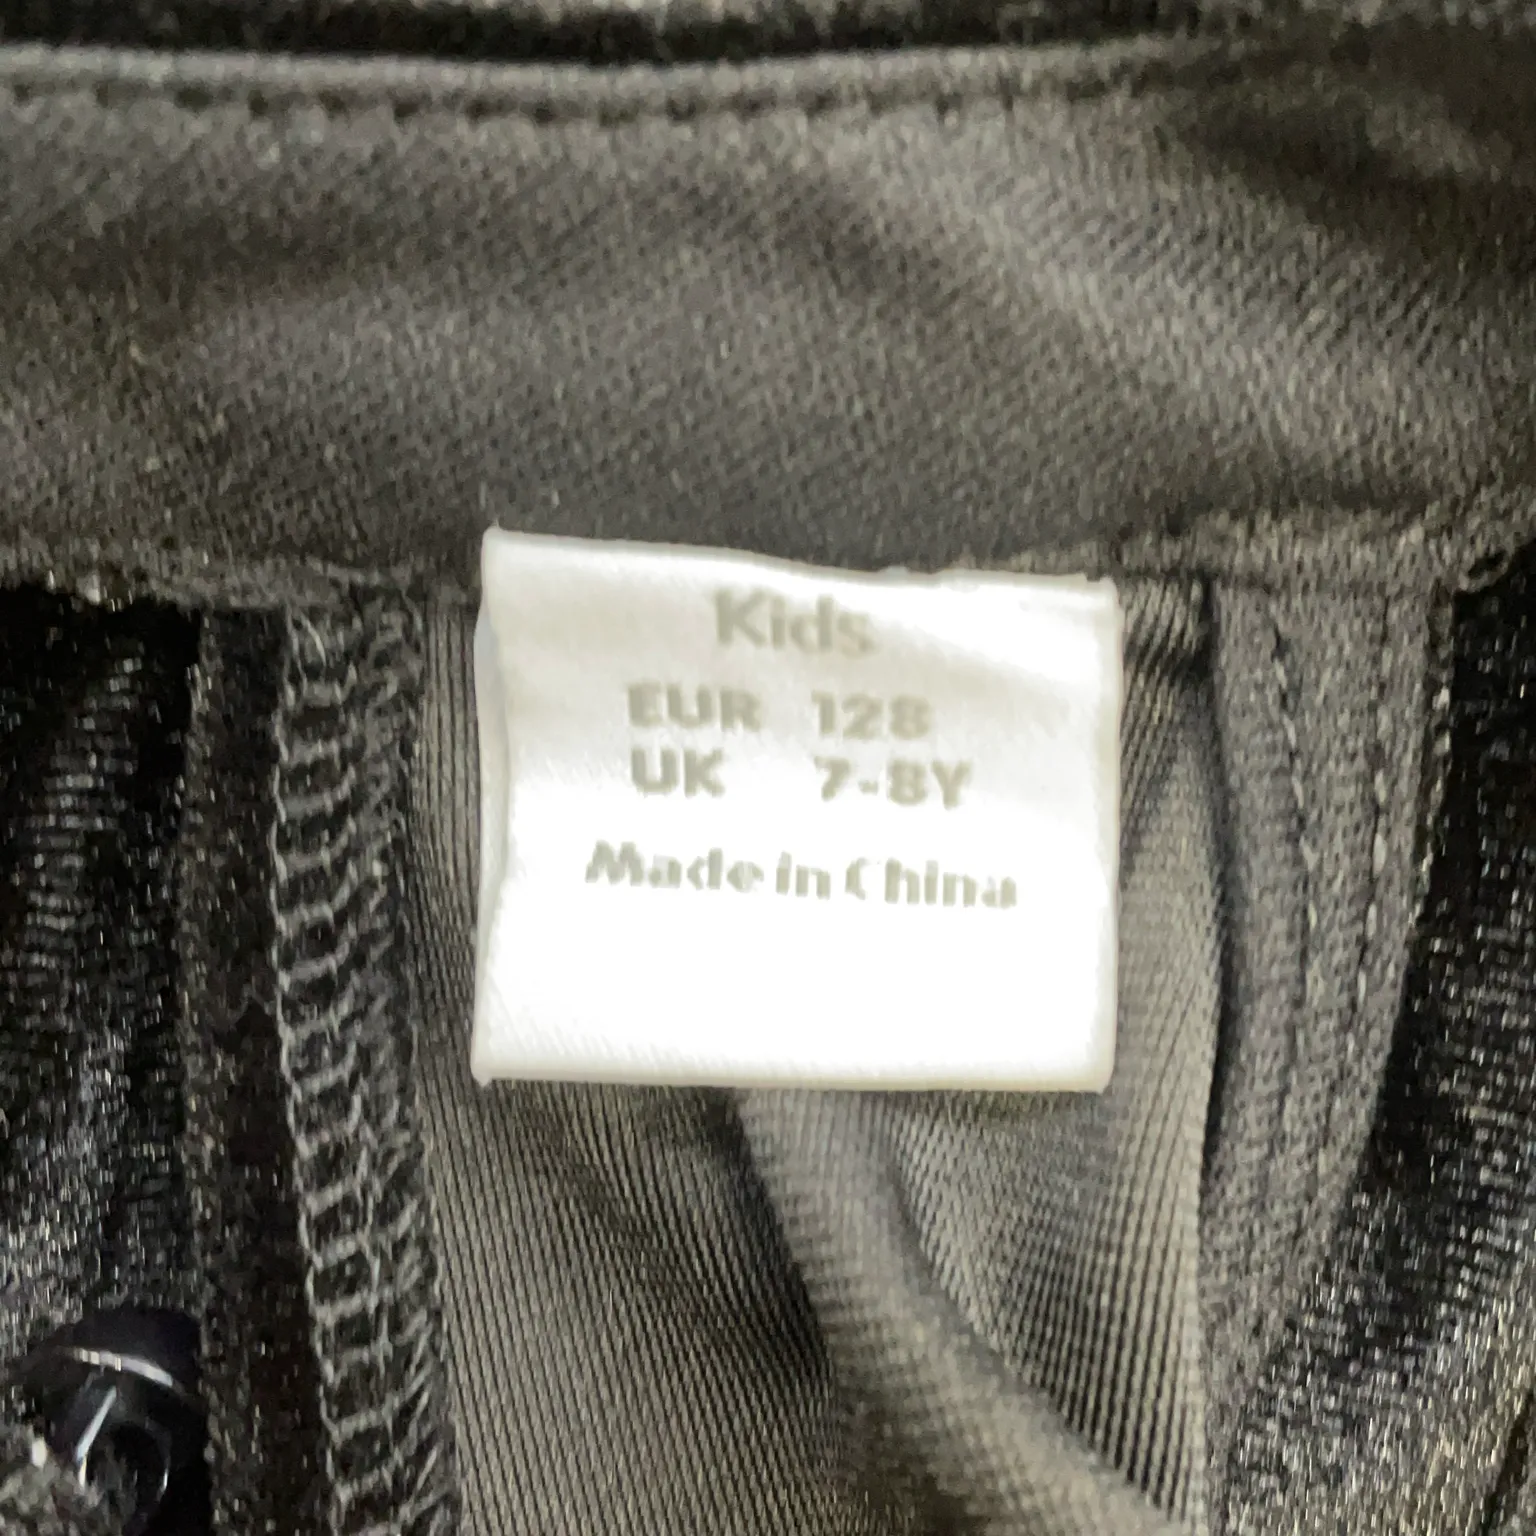 Kids
EUR 128
UK 7-8Y
Made in China